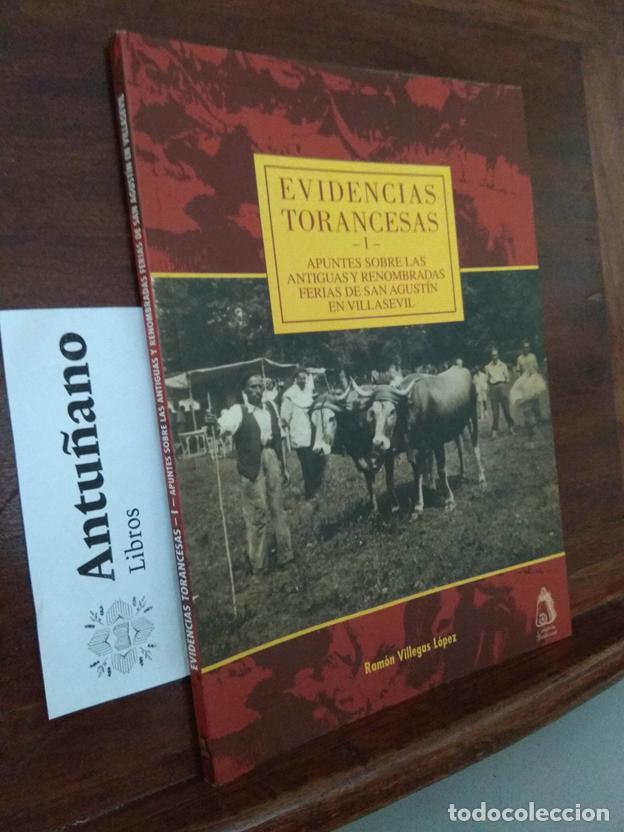 EVIDENCIAS
TORANCESAS
– I –
APUNTES SOBRE LAS
ANTIGUAS Y RENOMBRADAS
FERIAS DE SAN AGUSTÍN
EN VILLASEVIL
Ramón Villegas López
EVIDENCIAS TORANCESAS – I – APUNTES SOBRE LAS ANTIGUAS Y RENOMBRADAS FERIAS DE SAN AGUSTÍN EN VILLASEVIL
Antuñano
Libros
todocoleccion